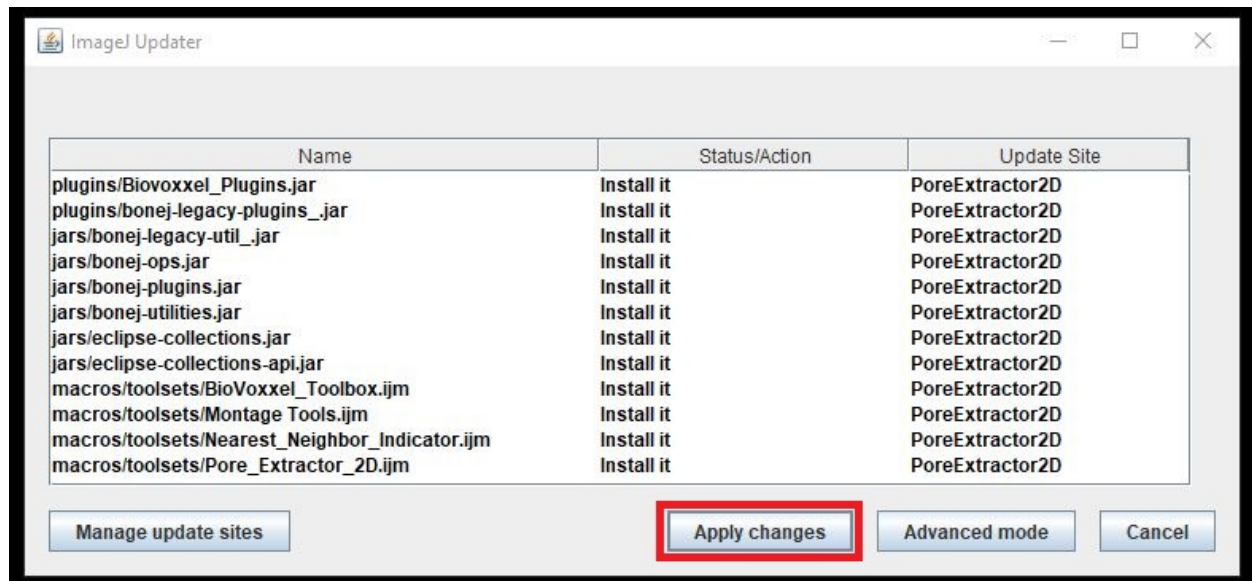 ImageJ Updater
Name Status/Action Update Site
plugins/Biovoxxel_Plugins.jar Install it PoreExtractor2D
plugins/bonej-legacy-plugins_.jar Install it PoreExtractor2D
jars/bonej-legacy-util_.jar Install it PoreExtractor2D
jars/bonej-ops.jar Install it PoreExtractor2D
jars/bonej-plugins.jar Install it PoreExtractor2D
jars/bonej-utilities.jar Install it PoreExtractor2D
jars/eclipse-collections.jar Install it PoreExtractor2D
jars/eclipse-collections-api.jar Install it PoreExtractor2D
macros/toolsets/BioVoxxel_Toolbox.ijm Install it PoreExtractor2D
macros/toolsets/Montage Tools.ijm Install it PoreExtractor2D
macros/toolsets/Nearest_Neighbor_Indicator.ijm Install it PoreExtractor2D
macros/toolsets/Pore_Extractor_2D.ijm Install it PoreExtractor2D
Manage update sites Apply changes Advanced mode Cancel